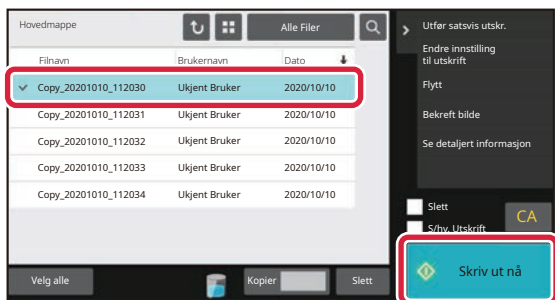 Hovedmappe
Alle Filer
Filnavn Brukernavn Dato
Copy_20201010_112030 Ukjent Bruker 2020/10/10
Copy_20201010_112031 Ukjent Bruker 2020/10/10
Copy_20201010_112032 Ukjent Bruker 2020/10/10
Copy_20201010_112033 Ukjent Bruker 2020/10/10
Copy_20201010_112034 Ukjent Bruker 2020/10/10
Velg alle
Kopier
Slett
Utfør satsvis utskr.
Endre innstilling
til utskrift
Flytt
Bekreft bilde
Se detaljert informasjon
Slett
S/hv. Utskrift
CA
Skriv ut nå